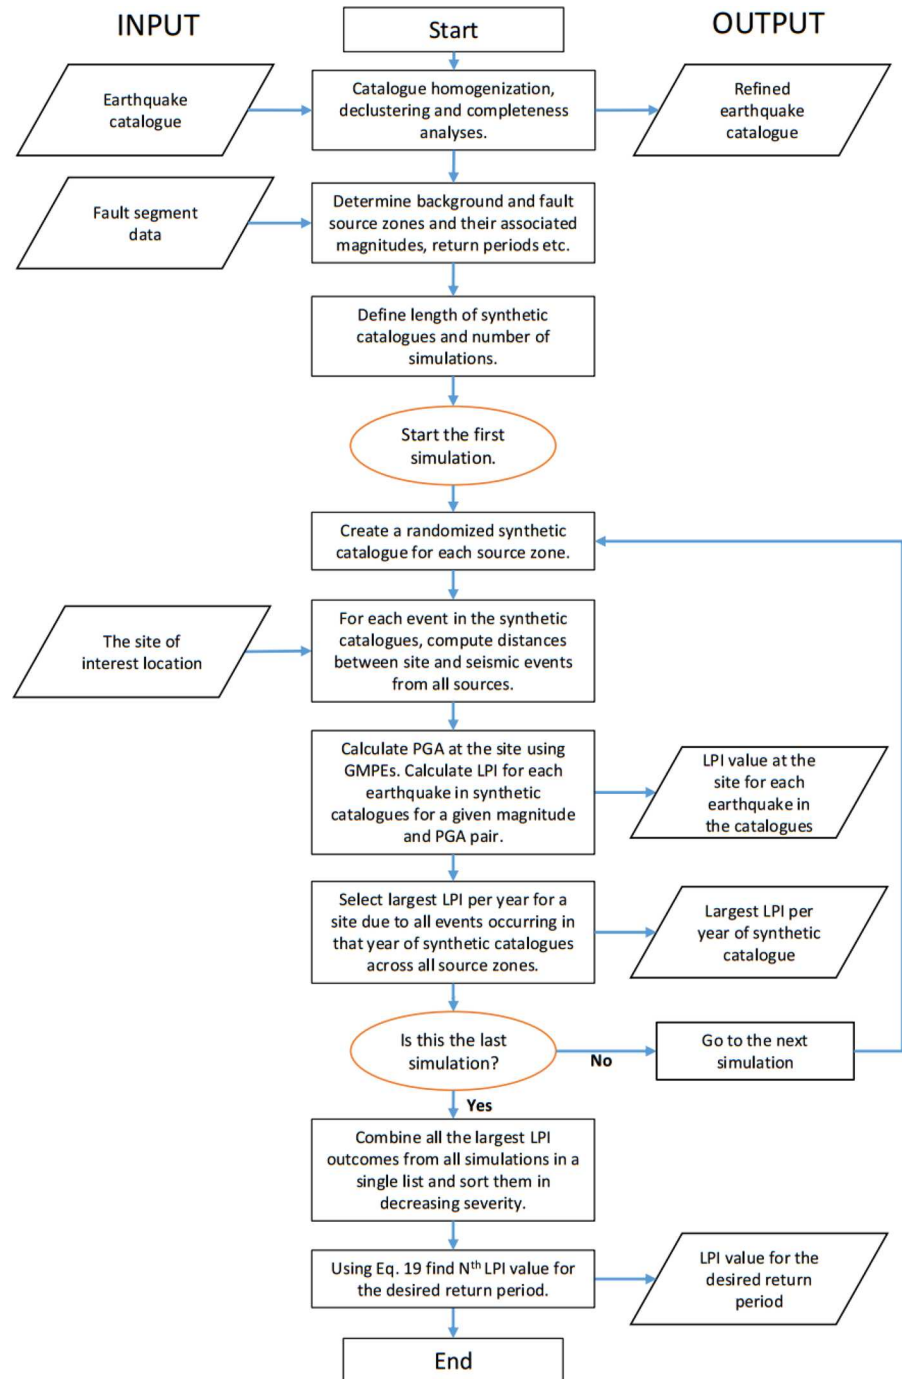 INPUT
Start
OUTPUT
Earthquake
catalogue
Catalogue homogenization,
declustering and completeness
analyses.
Refined
earthquake
catalogue
Fault segment
data
Determine background and fault
source zones and their associated
magnitudes, return periods etc.
Define length of synthetic
catalogues and number of
simulations.
Start the first
simulation.
Create a randomized synthetic
catalogue for each source zone.
The site of
interest location
For each event in the synthetic
catalogues, compute distances
between site and seismic events
from all sources.
Calculate PGA at the site using
GMPEs. Calculate LPI for each
earthquake in synthetic
catalogues for a given magnitude
and PGA pair.
LPI value at the
site for each
earthquake in
the catalogues
Select largest LPI per year for a
site due to all events occurring in
that year of synthetic catalogues
across all source zones.
Largest LPI per
year of synthetic
catalogue
Is this the last
simulation?
No
Go to the next
simulation
Yes
Combine all the largest LPI
outcomes from all simulations in a
single list and sort them in
decreasing severity.
Using Eq. 19 find Nth LPI value for
the desired return period.
LPI value for the
desired return
period
End